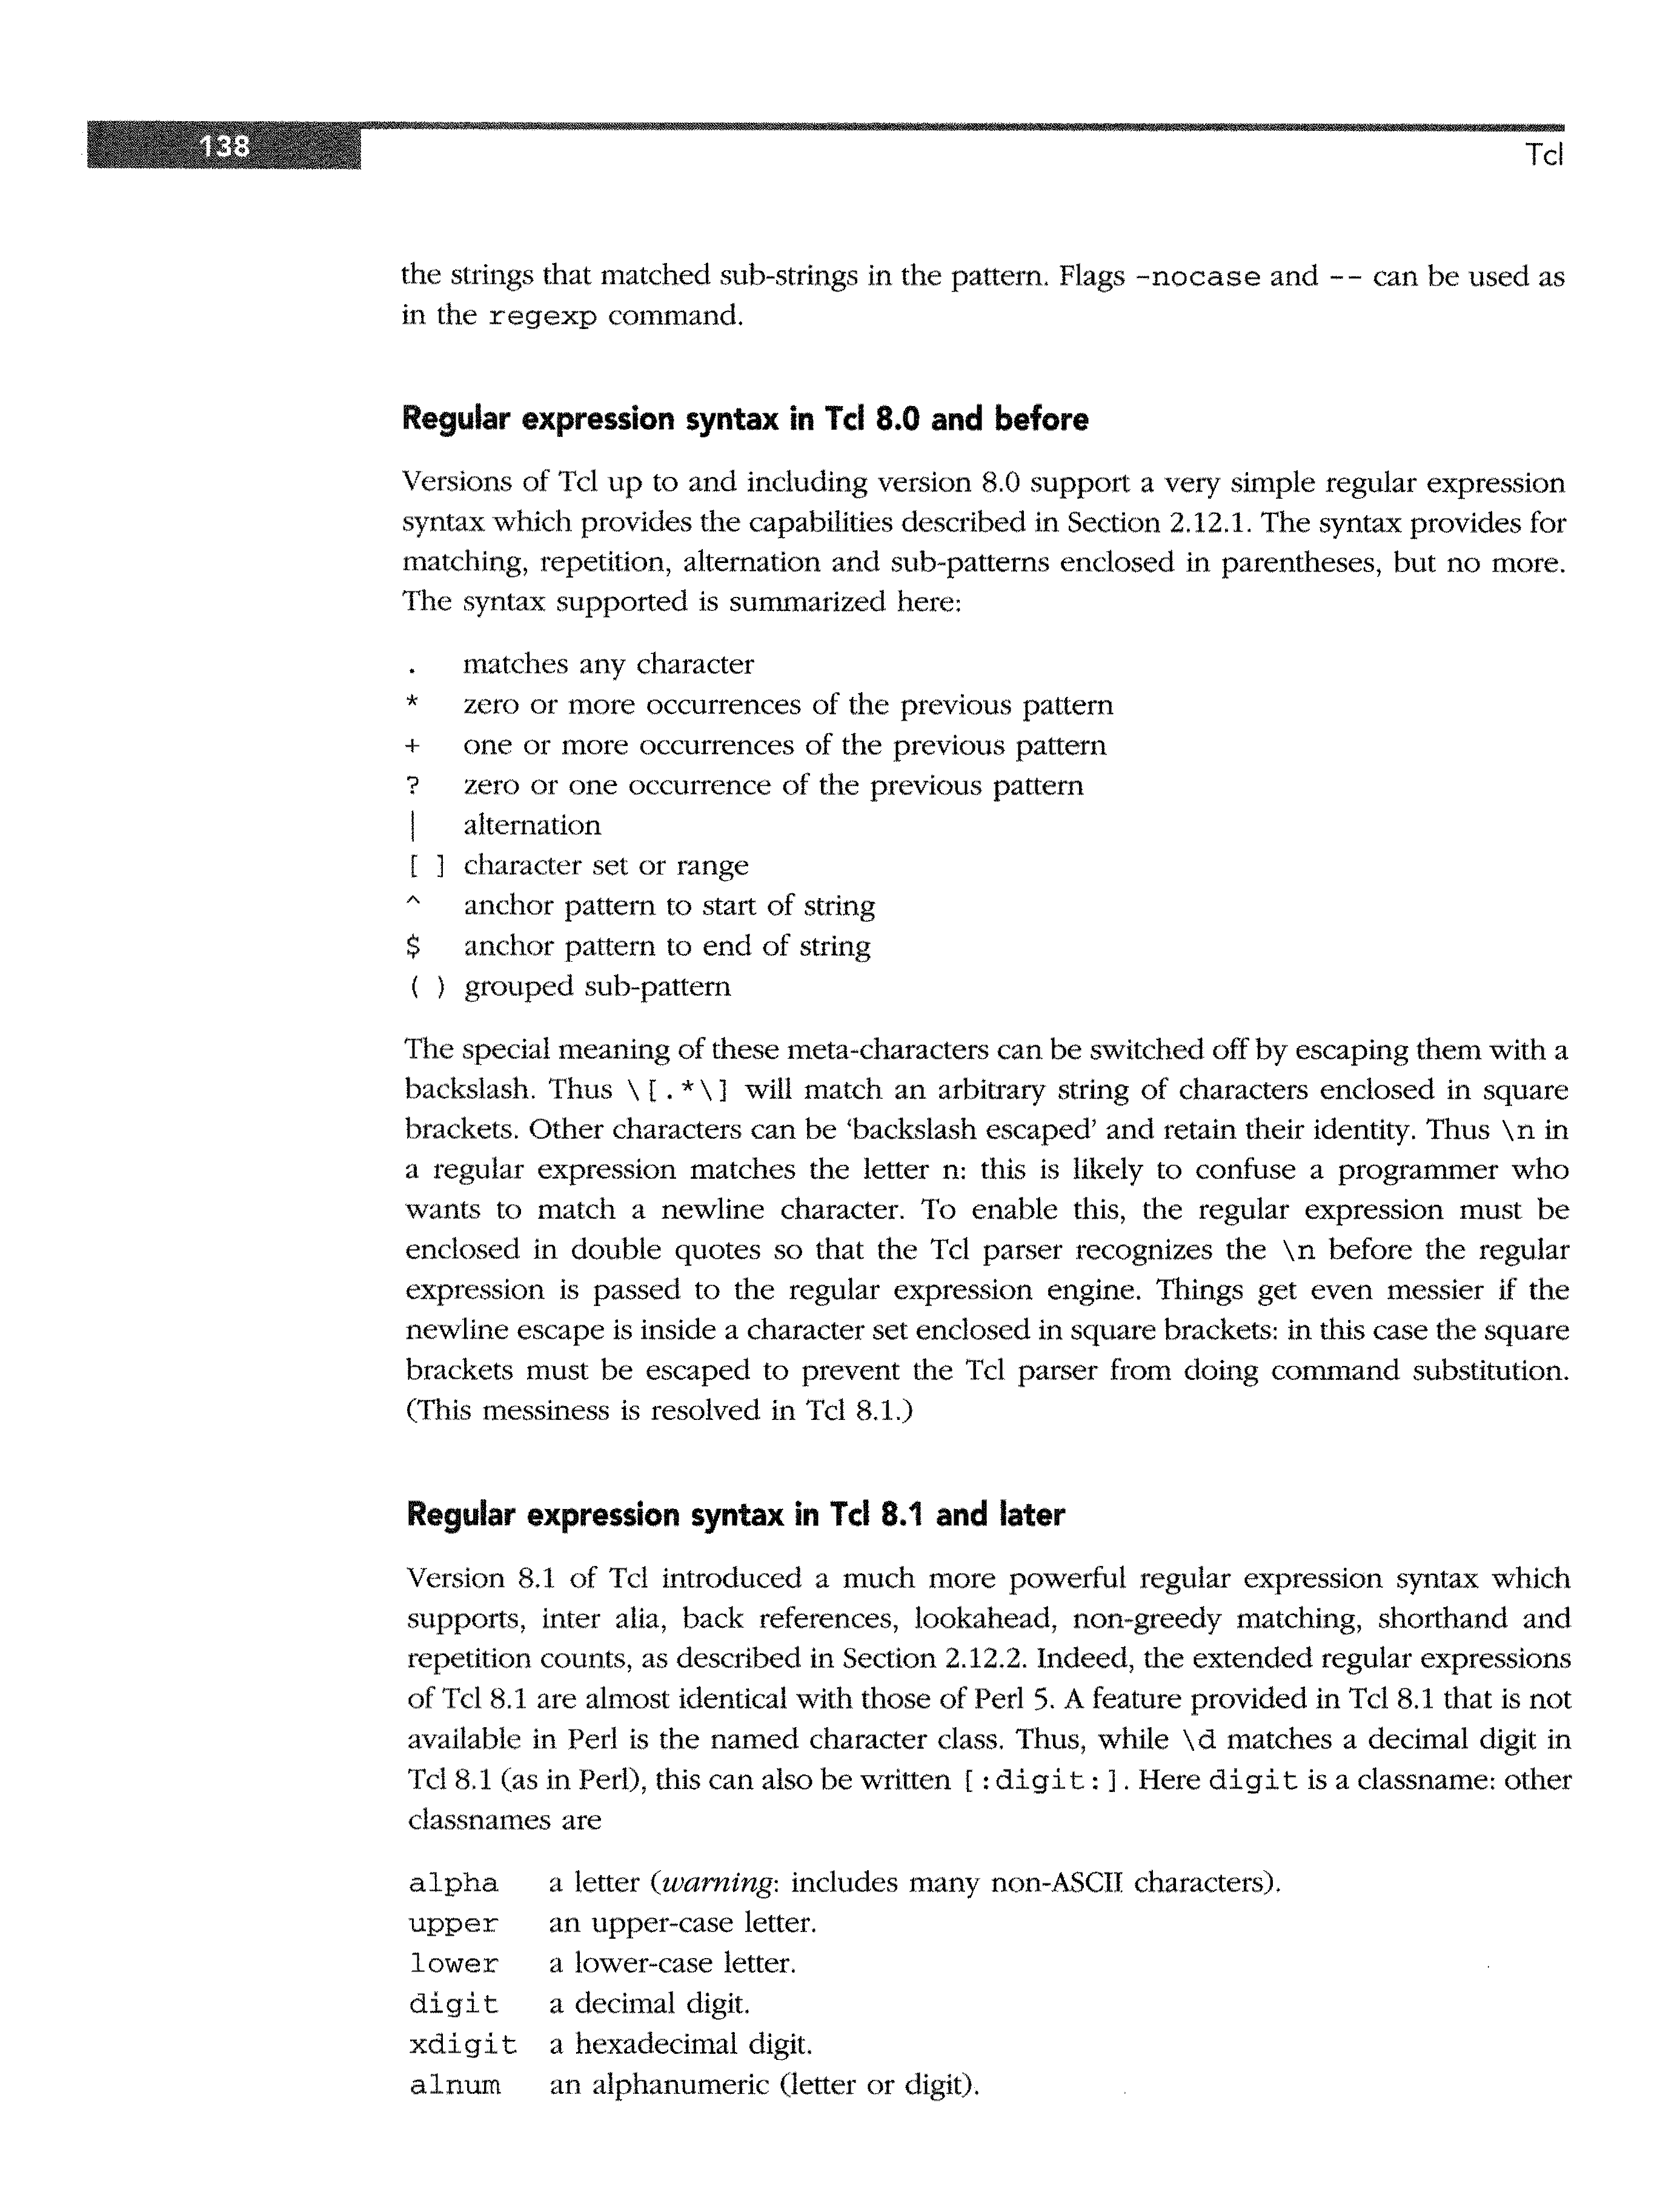 138
Tcl
the strings that matched sub-strings in the pattern. Flags -nocase and -- can be used as
in the regexp command.
Regular expression syntax in Tcl 8.0 and before
Versions of Tcl up to and including version 8.0 support a very simple regular expression
syntax which provides the capabilities described in Section 2.12.1. The syntax provides for
matching, repetition, alternation and sub-patterns enclosed in parentheses, but no more.
The syntax supported is summarized here:
. matches any character
* zero or more occurrences of the previous pattern
+ one or more occurrences of the previous pattern
? zero or one occurrence of the previous pattern
| alternation
[ ] character set or range
^ anchor pattern to start of string
$ anchor pattern to end of string
( ) grouped sub-pattern
The special meaning of these meta-characters can be switched off by escaping them with a
backslash. Thus \[.*\] will match an arbitrary string of characters enclosed in square
brackets. Other characters can be ‘backslash escaped’ and retain their identity. Thus \n in
a regular expression matches the letter n: this is likely to confuse a programmer who
wants to match a newline character. To enable this, the regular expression must be
enclosed in double quotes so that the Tcl parser recognizes the \n before the regular
expression is passed to the regular expression engine. Things get even messier if the
newline escape is inside a character set enclosed in square brackets: in this case the square
brackets must be escaped to prevent the Tcl parser from doing command substitution.
(This messiness is resolved in Tcl 8.1.)
Regular expression syntax in Tcl 8.1 and later
Version 8.1 of Tcl introduced a much more powerful regular expression syntax which
supports, inter alia, back references, lookahead, non-greedy matching, shorthand and
repetition counts, as described in Section 2.12.2. Indeed, the extended regular expressions
of Tcl 8.1 are almost identical with those of Perl 5. A feature provided in Tcl 8.1 that is not
available in Perl is the named character class. Thus, while \d matches a decimal digit in
Tcl 8.1 (as in Perl), this can also be written [:digit:]. Here digit is a classname: other
classnames are
alpha a letter (warning: includes many non-ASCII characters).
upper an upper-case letter.
lower a lower-case letter.
digit a decimal digit.
xdigit a hexadecimal digit.
alnum an alphanumeric (letter or digit).